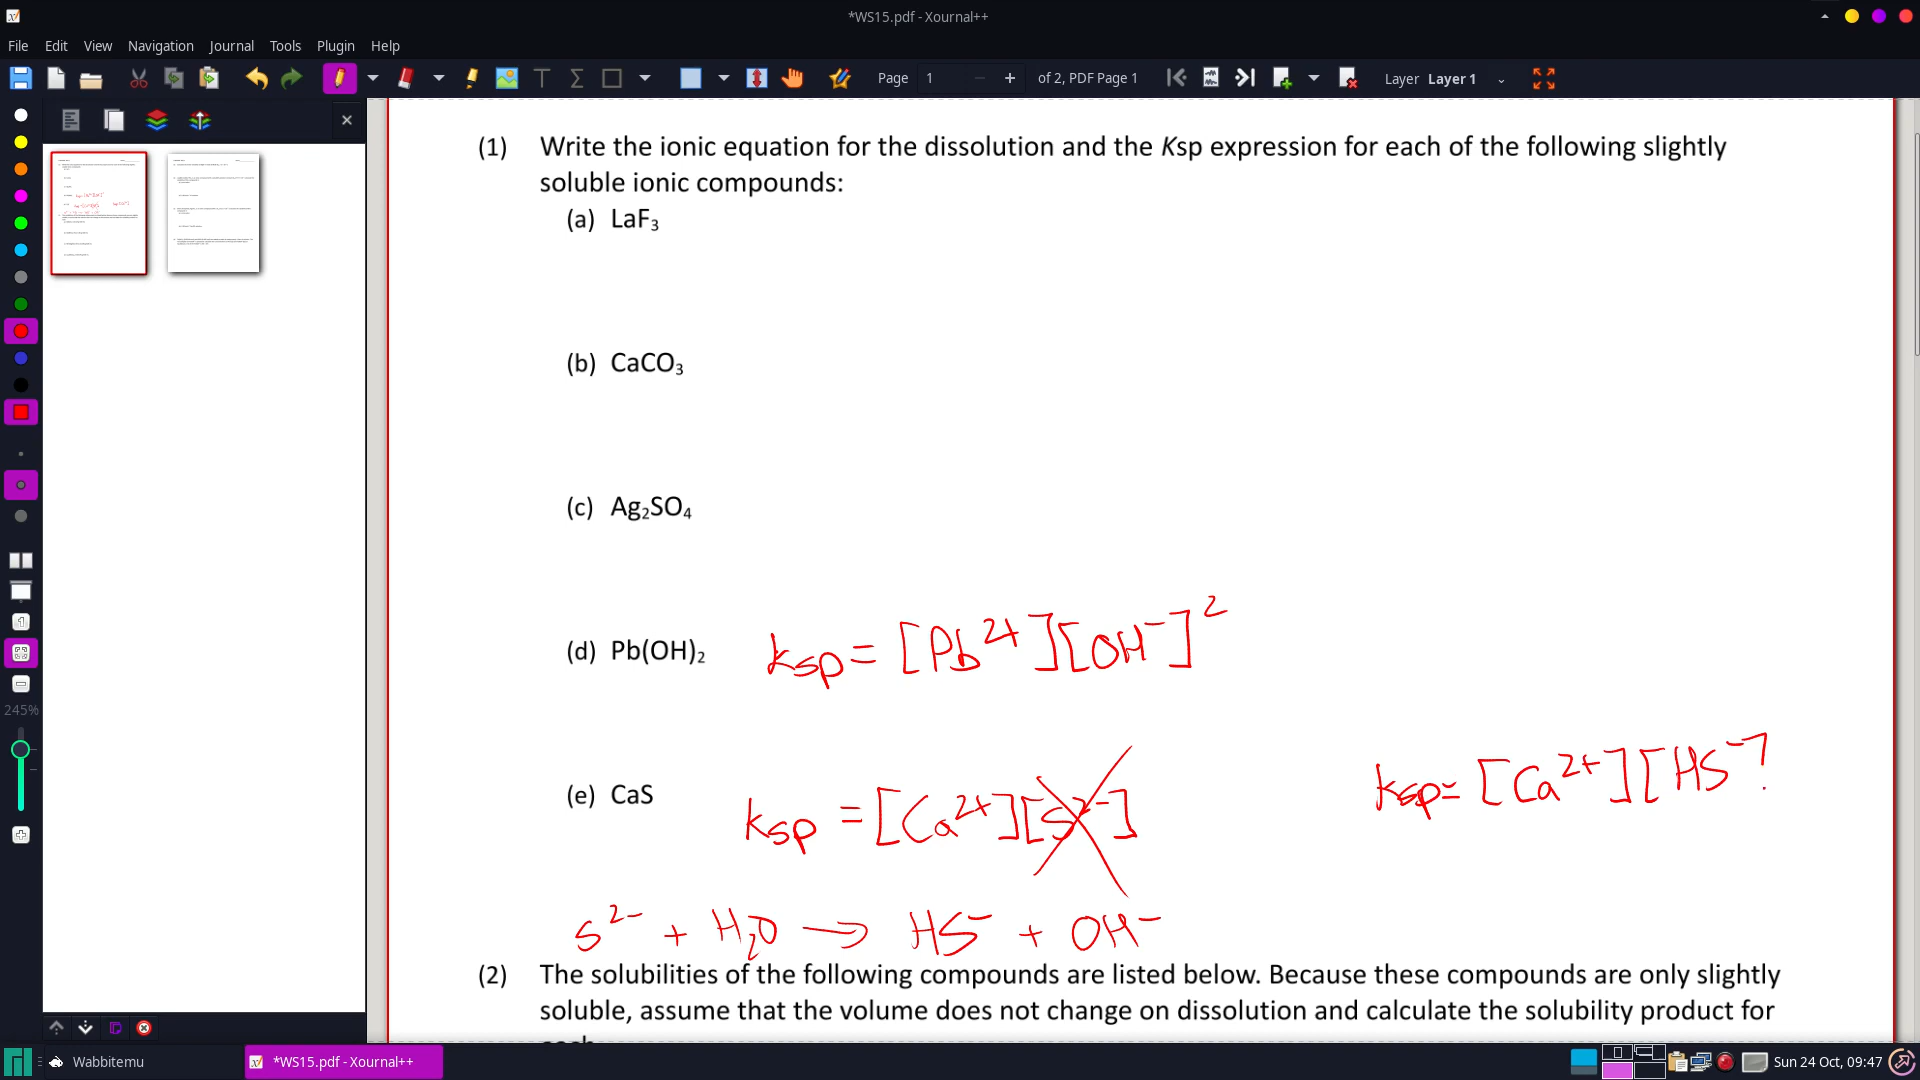 *WS15.pdf - Xournal++
File Edit View Navigation Journal Tools Plugin Help
Page 1 of 2, PDF Page 1 Layer Layer 1
(1) Write the ionic equation for the dissolution and the Ksp expression for each of the following slightly
soluble ionic compounds:
(a) LaF₃
(b) CaCO₃
(c) Ag₂SO₄
(d) Pb(OH)₂ ksp = [Pb²⁺][OH⁻]²
(e) CaS ksp = [Ca²⁺][S²⁻] ksp = [Ca²⁺][HS⁻?
S²⁻ + H₂O → HS⁻ + OH⁻
(2) The solubilities of the following compounds are listed below. Because these compounds are only slightly
soluble, assume that the volume does not change on dissolution and calculate the solubility product for
245%
Wabbitemu *WS15.pdf - Xournal++ Sun 24 Oct, 09:47